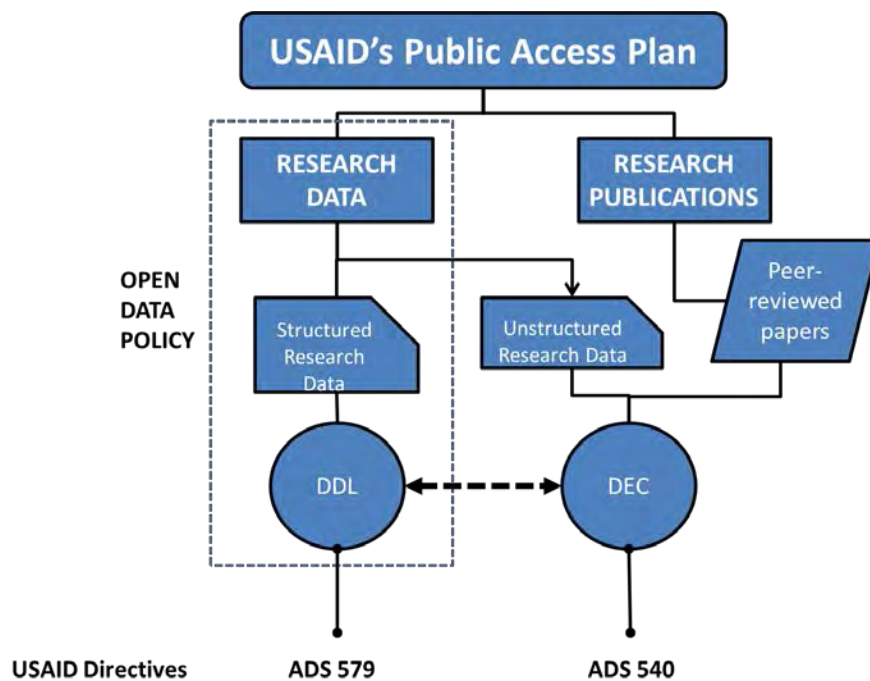 USAID's Public Access Plan
RESEARCH
DATA
RESEARCH
PUBLICATIONS
OPEN
DATA
POLICY
Structured
Research
Data
Unstructured
Research Data
Peer-
reviewed
papers
DDL
DEC
USAID Directives
ADS 579
ADS 540